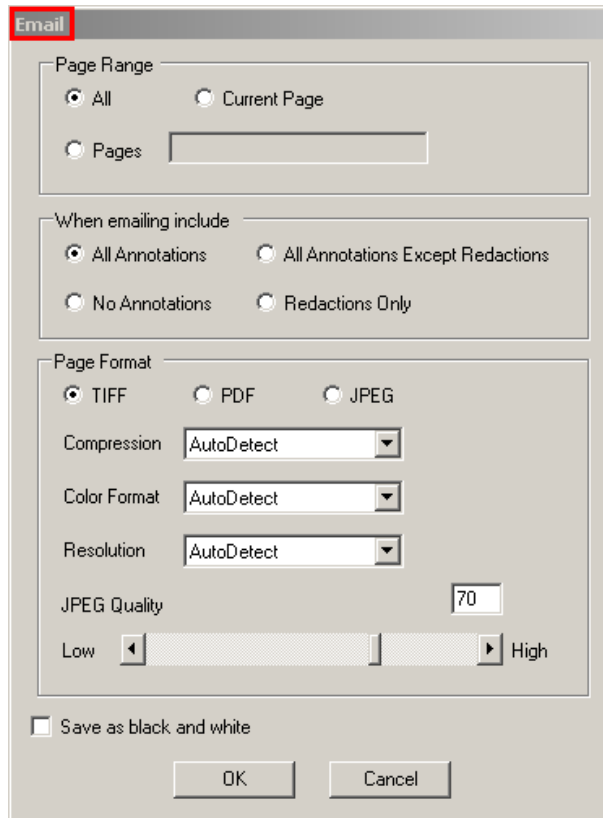 Email
Page Range
All Current Page
Pages
When emailing include
All Annotations All Annotations Except Redactions
No Annotations Redactions Only
Page Format
TIFF PDF JPEG
Compression AutoDetect
Color Format AutoDetect
Resolution AutoDetect
JPEG Quality 70
Low High
Save as black and white
OK Cancel